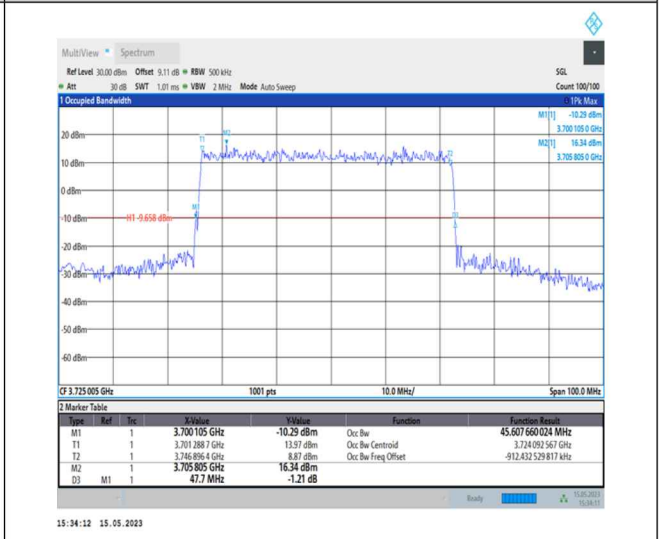 MultiView Spectrum
Ref Level 30.00 dBm Offset 9.11 dB RBW 500 kHz SGL
Att 30 dB SWT 1.01 ms VBW 2 MHz Mode Auto Sweep Count 100/100
1 Occupied Bandwidth 1Pk Max
M1[1] -10.29 dBm
3.700 105 0 GHz
M2[1] 16.34 dBm
3.705 805 0 GHz
20 dBm
T1 M2 T2
10 dBm
0 dBm
M1
-10 dBm H1 -9.658 dBm
-20 dBm
-30 dBm
-40 dBm
-50 dBm
-60 dBm
CF 3.725 005 GHz 1001 pts 10.0 MHz/ Span 100.0 MHz
2 Marker Table
Type Ref Trc X-Value Y-Value Function Function Result
M1 1 3.700105 GHz -10.29 dBm Occ Bw 45.607 660 024 MHz
T1 1 3.701 288 7 GHz 13.97 dBm Occ Bw Centroid 3.724 092 567 GHz
T2 1 3.746 896 4 GHz 8.87 dBm Occ Bw Freq Offset -912.432 529 817 kHz
M2 1 3.705 805 GHz 16.34 dBm
D3 M1 1 47.7 MHz -1.21 dB
Ready 15.05.2023
15:34:11
15:34:12 15.05.2023